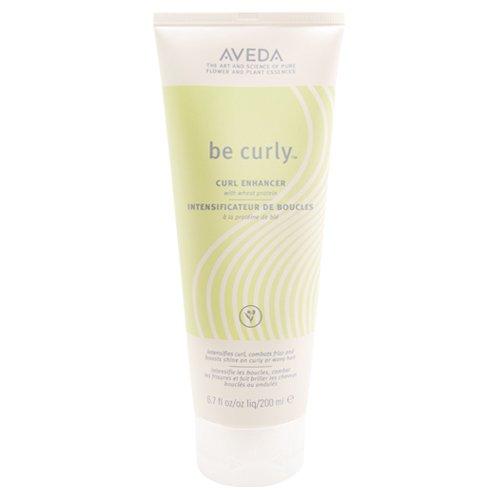 AVEDA
THE ART AND SCIENCE OF PURE
FLOWER AND PLANT ESSENCES
be curly™
CURL ENHANCER
with wheat protein
INTENSIFICATEUR DE BOUCLES
à la protéine de blé
intensifies curl, combats frizz and
boosts shine on curly or wavy hair
intensifie les boucles, combat
les frisures et fait briller les cheveux
bouclés ou ondulés
6.7 fl oz/oz liq/200 ml ℮